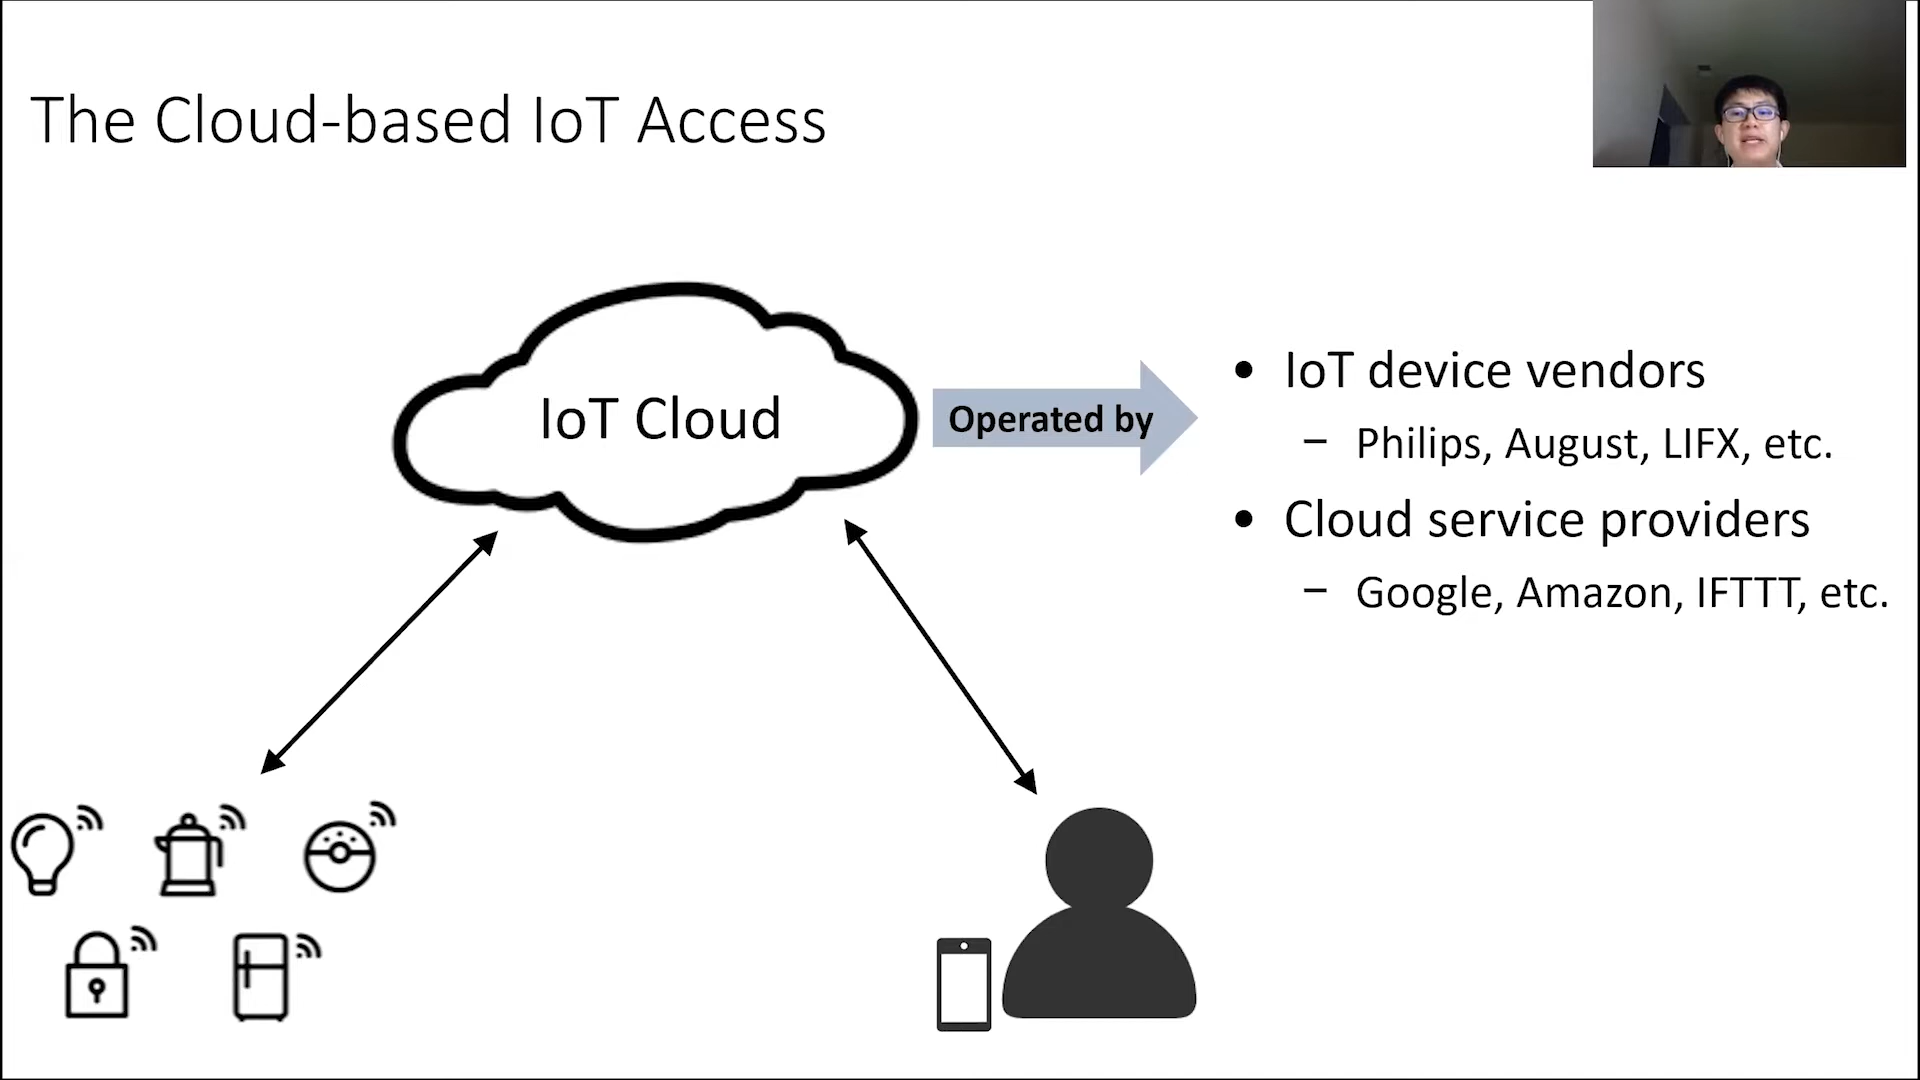 The Cloud-based IoT Access
IoT Cloud
Operated by
• IoT device vendors
– Philips, August, LIFX, etc.
• Cloud service providers
– Google, Amazon, IFTTT, etc.